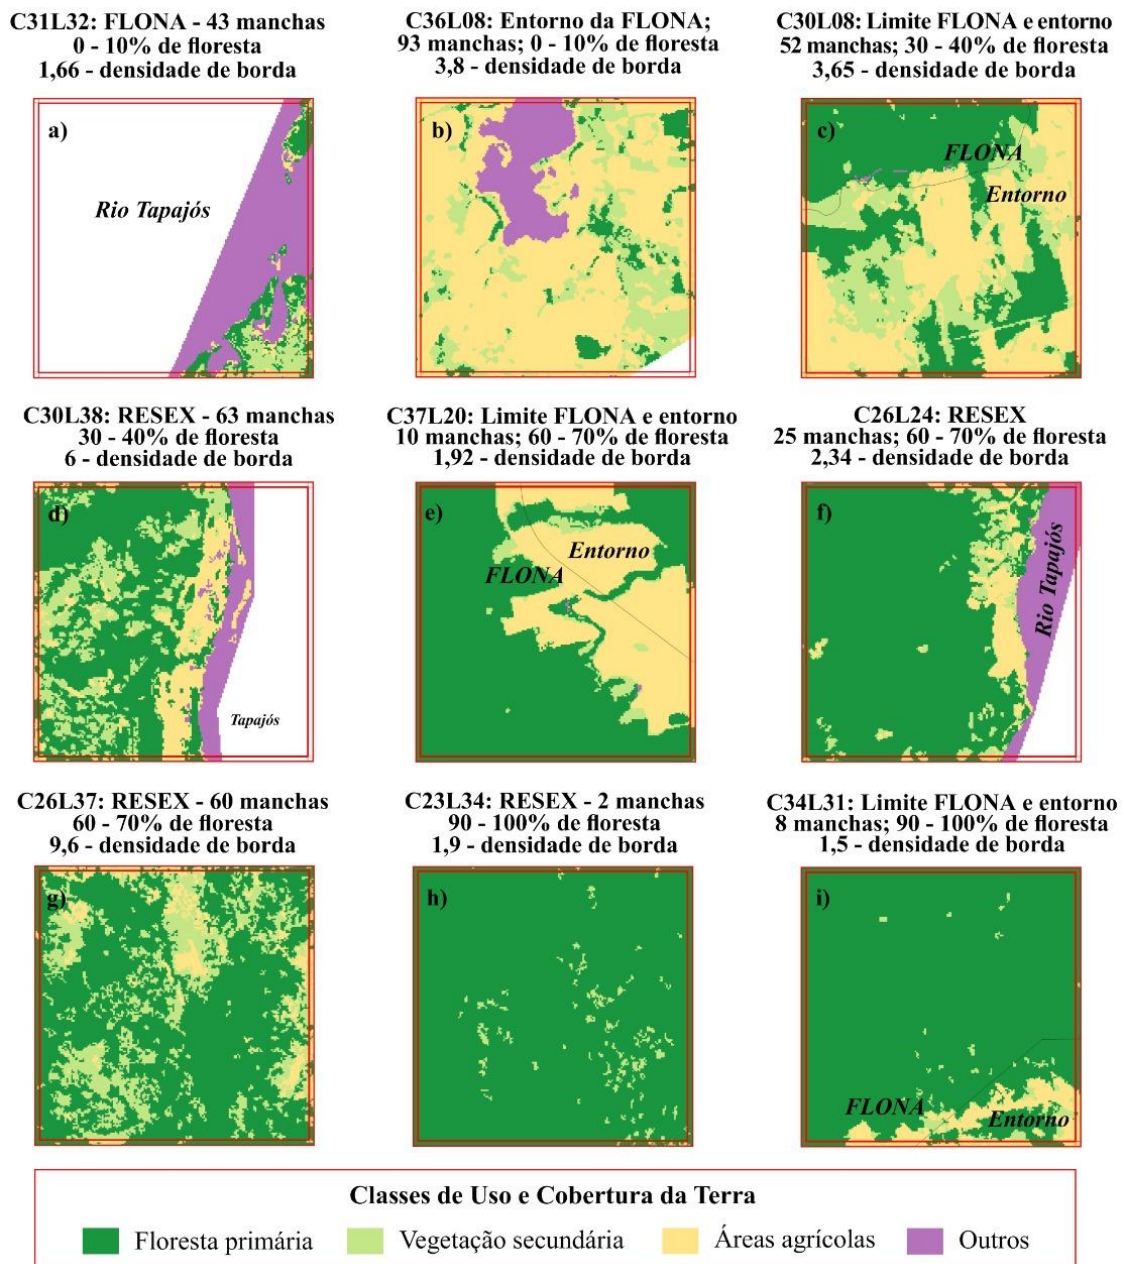 C31L32: FLONA - 43 manchas
0 - 10% de floresta
1,66 - densidade de borda
C36L08: Entorno da FLONA;
93 manchas; 0 - 10% de floresta
3,8 - densidade de borda
C30L08: Limite FLONA e entorno
52 manchas; 30 - 40% de floresta
3,65 - densidade de borda
a)
Rio Tapajós
b)
c)
FLONA
Entorno
C30L38: RESEX - 63 manchas
30 - 40% de floresta
6 - densidade de borda
C37L20: Limite FLONA e entorno
10 manchas; 60 - 70% de floresta
1,92 - densidade de borda
C26L24: RESEX
25 manchas; 60 - 70% de floresta
2,34 - densidade de borda
d)
Tapajós
e)
Entorno
FLONA
f)
Rio Tapajós
C26L37: RESEX - 60 manchas
60 - 70% de floresta
9,6 - densidade de borda
C23L34: RESEX - 2 manchas
90 - 100% de floresta
1,9 - densidade de borda
C34L31: Limite FLONA e entorno
8 manchas; 90 - 100% de floresta
1,5 - densidade de borda
g)
h)
i)
FLONA
Entorno
Classes de Uso e Cobertura da Terra
Floresta primária
Vegetação secundária
Áreas agrícolas
Outros